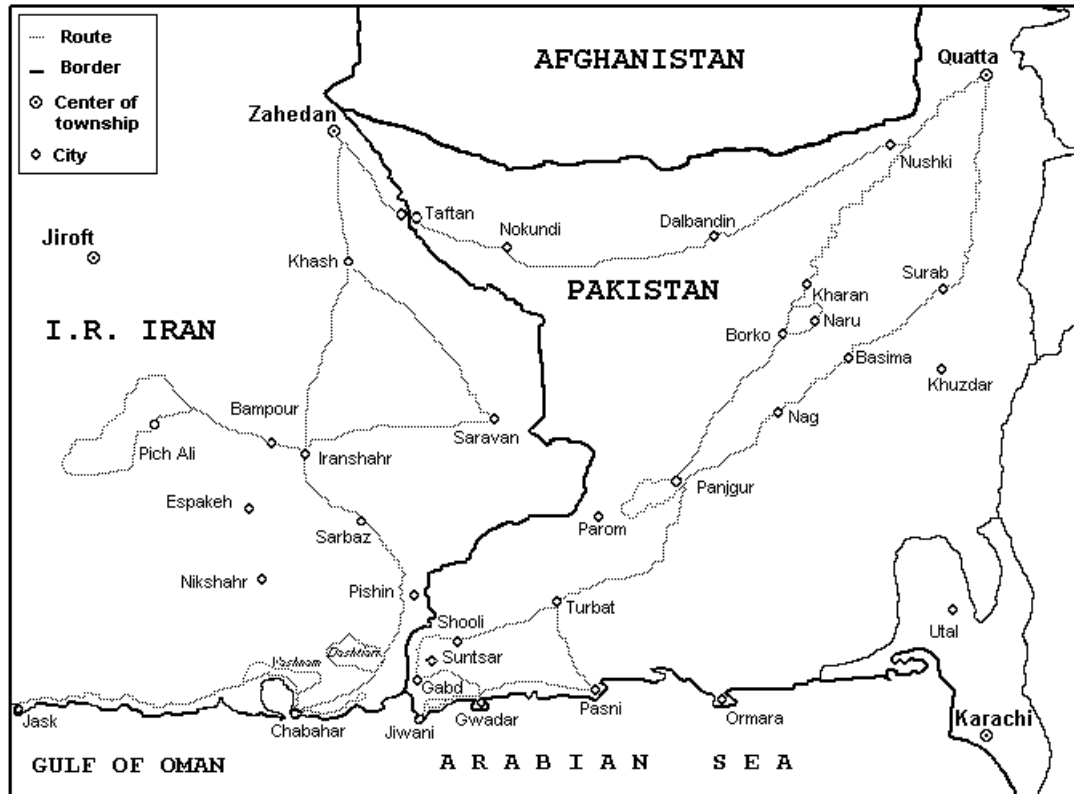 Route
Border
Center of
township
City
AFGHANISTAN
Quatta
Zahedan
Nushki
Taftan
Nokundi
Dalbandin
Jiroft
Khash
PAKISTAN
Surab
Kharan
I.R. IRAN
Naru
Borko
Basima
Khuzdar
Bampour
Nag
Saravan
Pich Ali
Iranshahr
Panjgur
Espakeh
Parom
Sarbaz
Nikshahr
Pishin
Turbat
Shooli
Utal
Suntsar
Gabd
Jask
Chabahar
Jiwani
Gwadar
Pasni
Ormara
Karachi
GULF OF OMAN
ARABIAN SEA